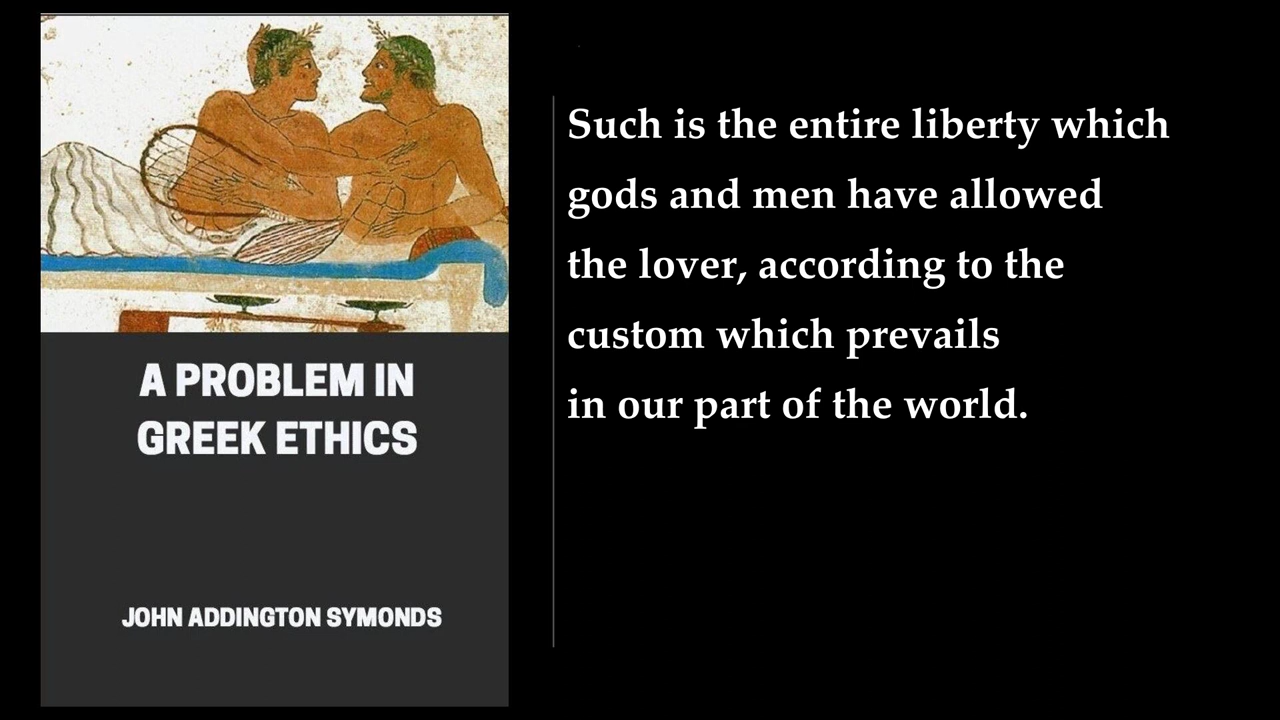 A PROBLEM IN
GREEK ETHICS
JOHN ADDINGTON SYMONDS
Such is the entire liberty which
gods and men have allowed
the lover, according to the
custom which prevails
in our part of the world.